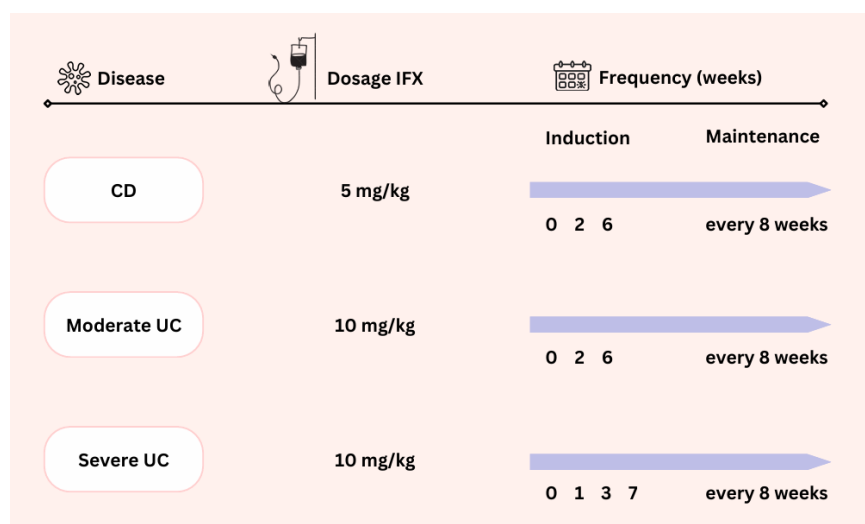 Disease Dosage IFX Frequency (weeks)
Induction Maintenance
CD 5 mg/kg
0 2 6 every 8 weeks
Moderate UC 10 mg/kg
0 2 6 every 8 weeks
Severe UC 10 mg/kg
0 1 3 7 every 8 weeks